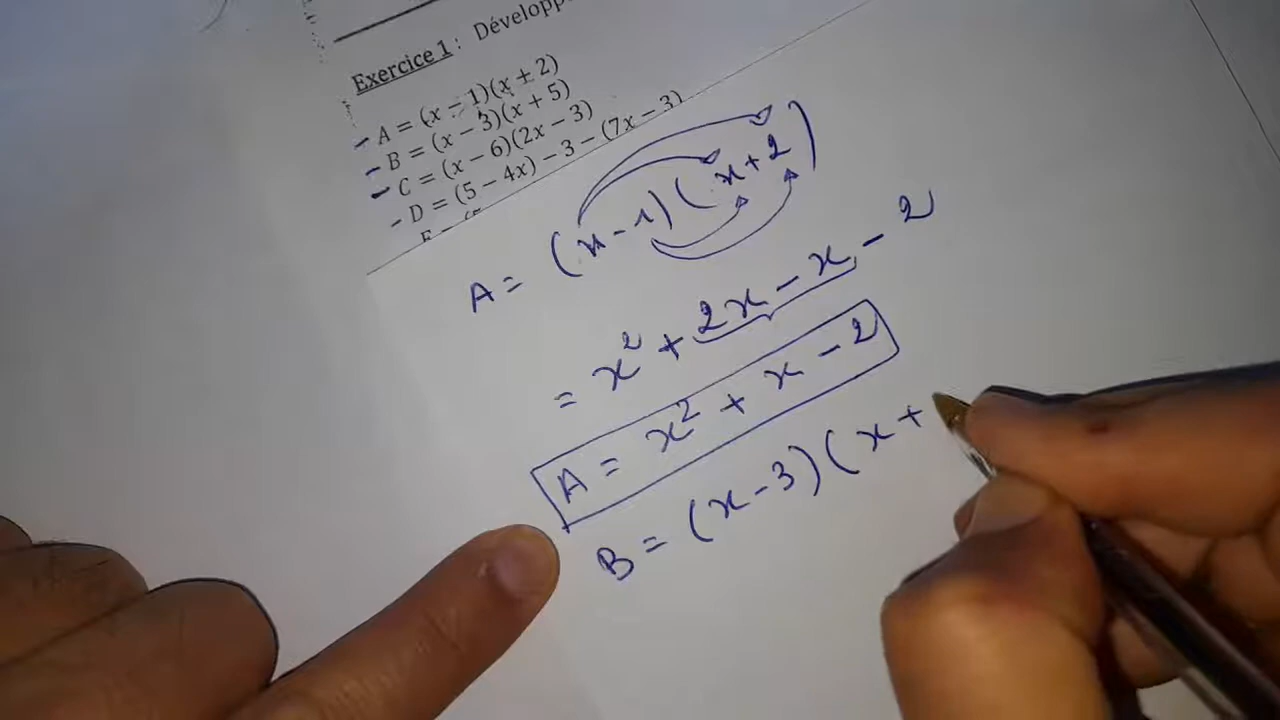 Exercice 1 : Développ
- A = (x − 1)(x + 2)
- B = (x − 3)(x + 5)
- C = (x − 6)(2x − 3)
- D = (5 − 4x) − 3 − (7x − 3)
A = (x - 1)(x + 2)
= x² + 2x - x - 2
A = x² + x - 2
B = (x - 3)(x +